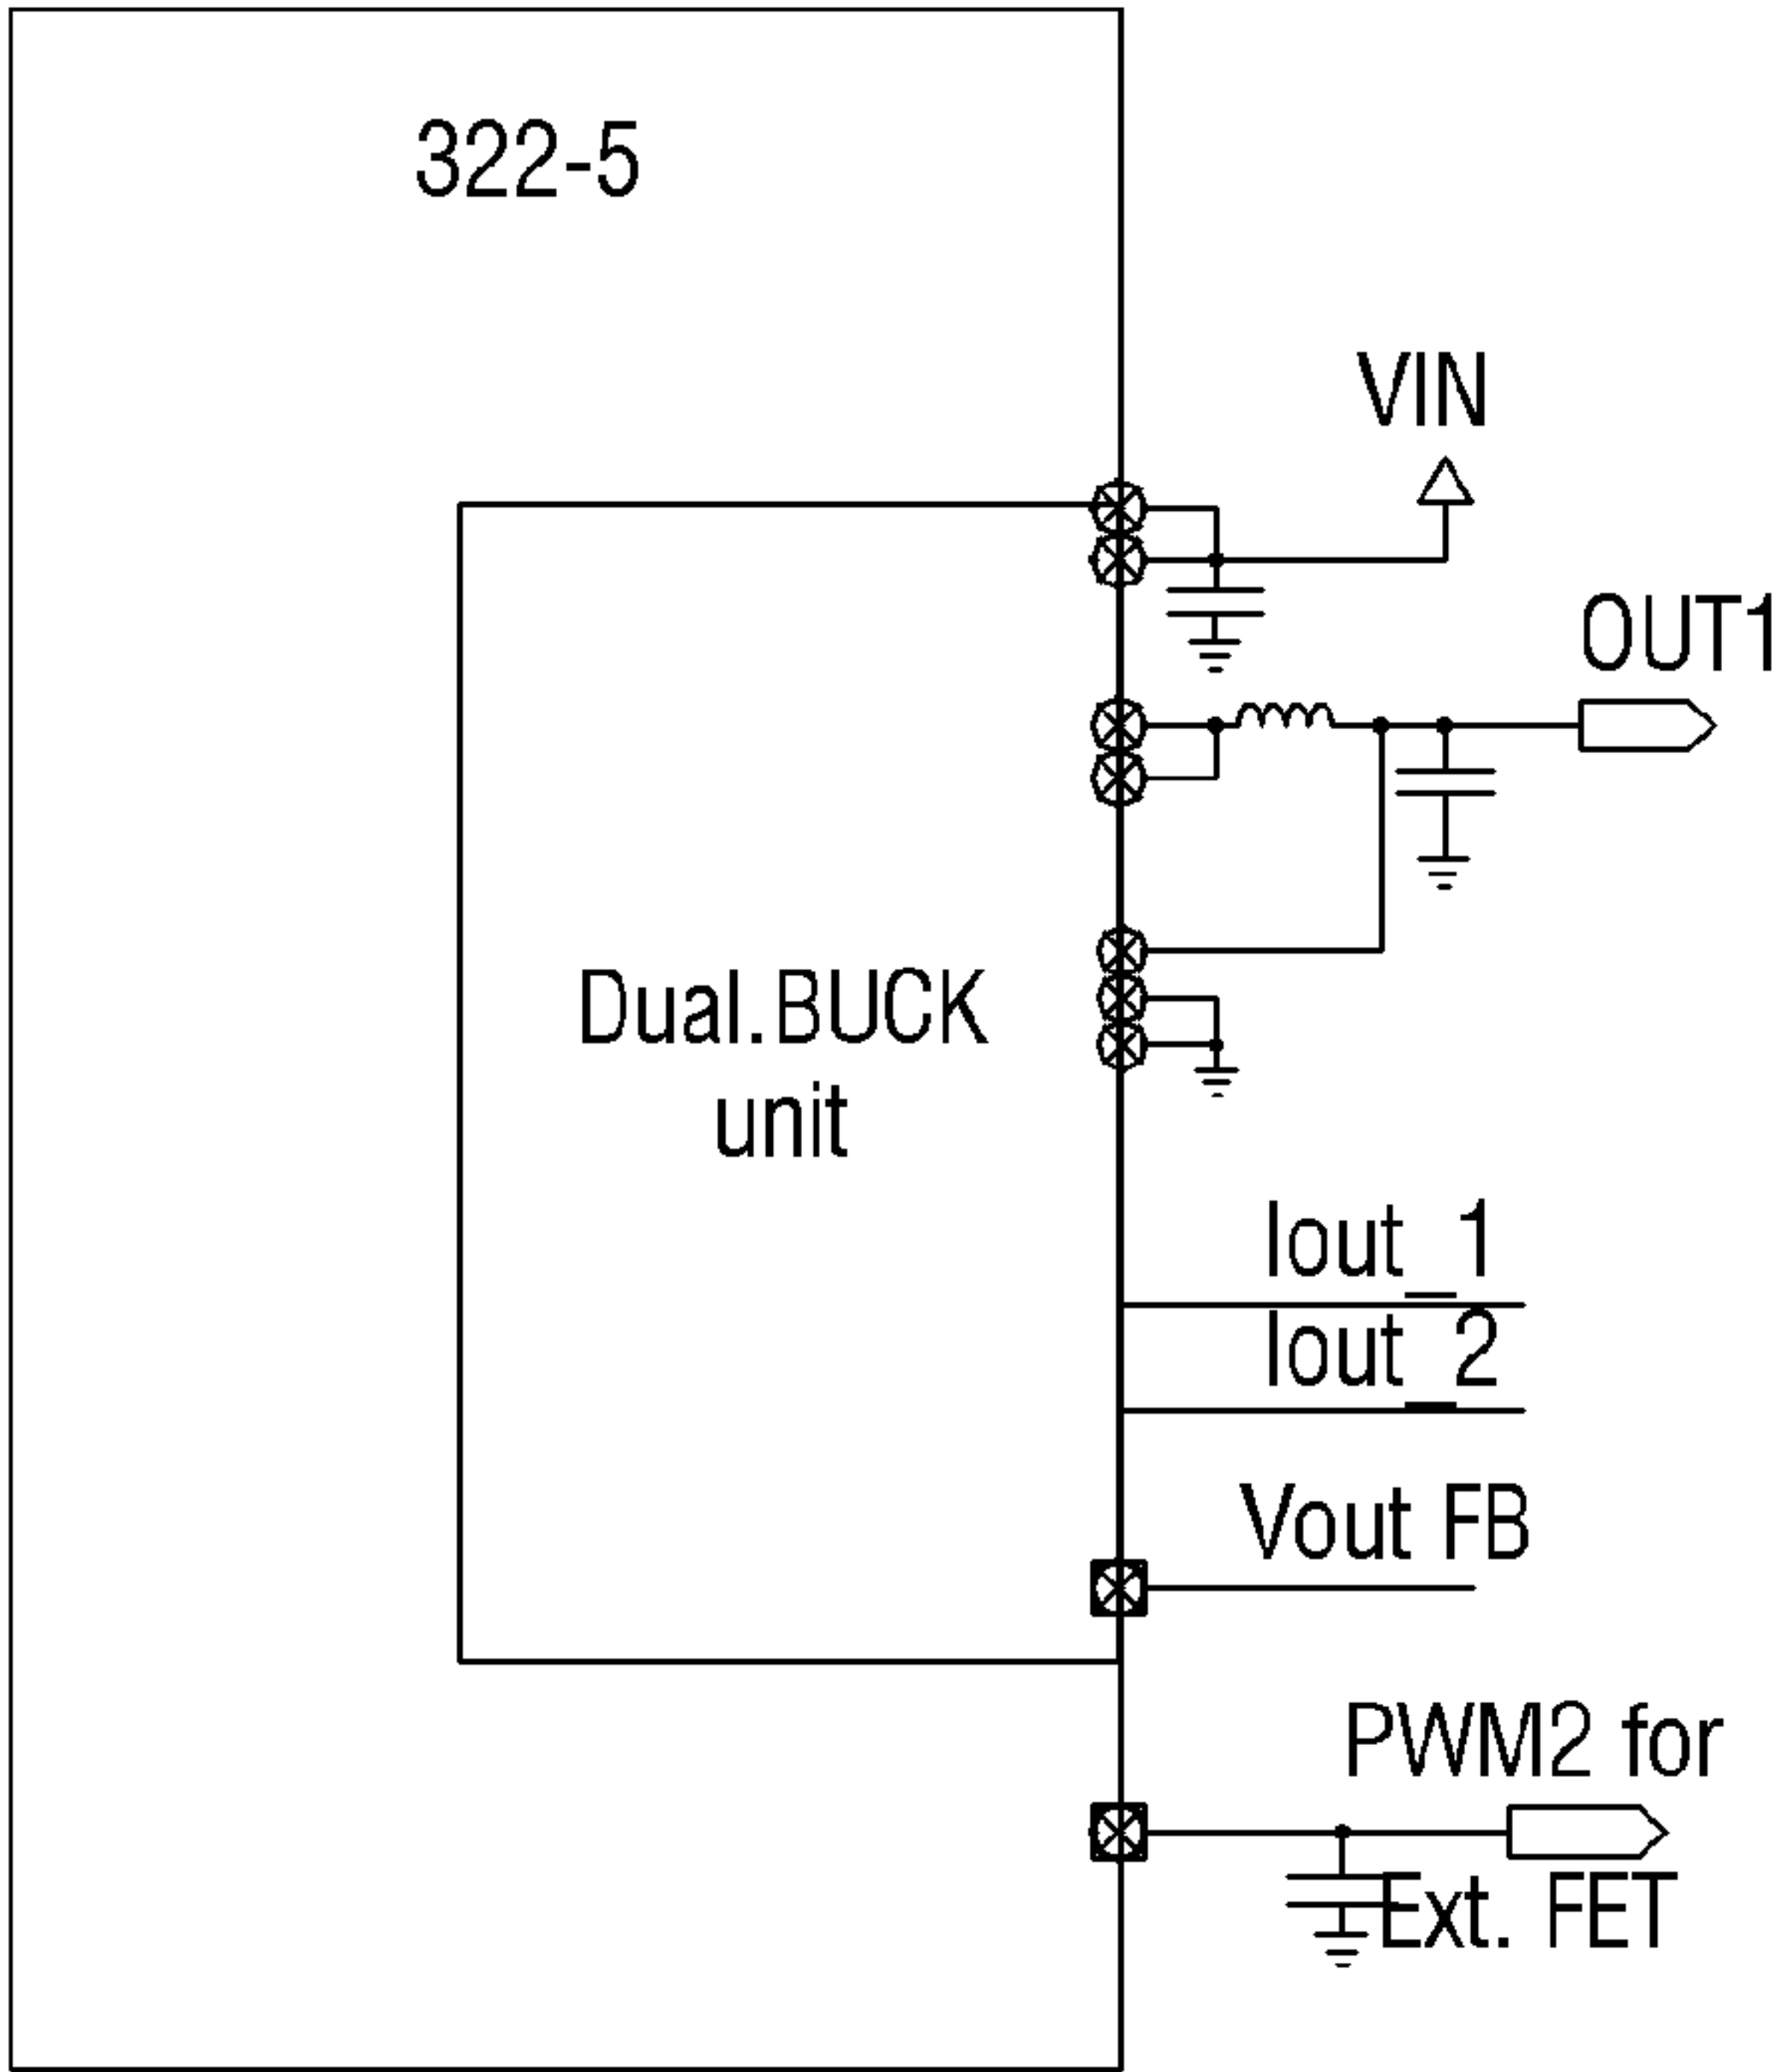 322-5
VIN
OUT1
Dual.BUCK
unit
Iout_1
Iout_2
Vout FB
PWM2 for
Ext. FET